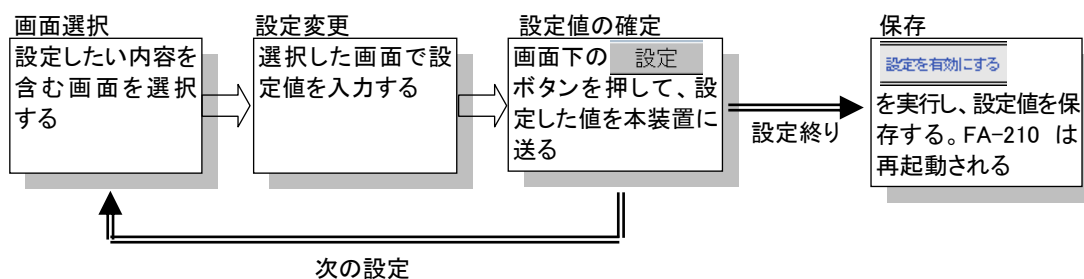 画面選択
設定したい内容を
含む画面を選択
する
設定変更
選択した画面で設
定値を入力する
設定値の確定
画面下の 設定
ボタンを押して、設
定した値を本装置に
送る
設定終り
保存
設定を有効にする
を実行し、設定値を保
存する。FA-210 は
再起動される
次の設定